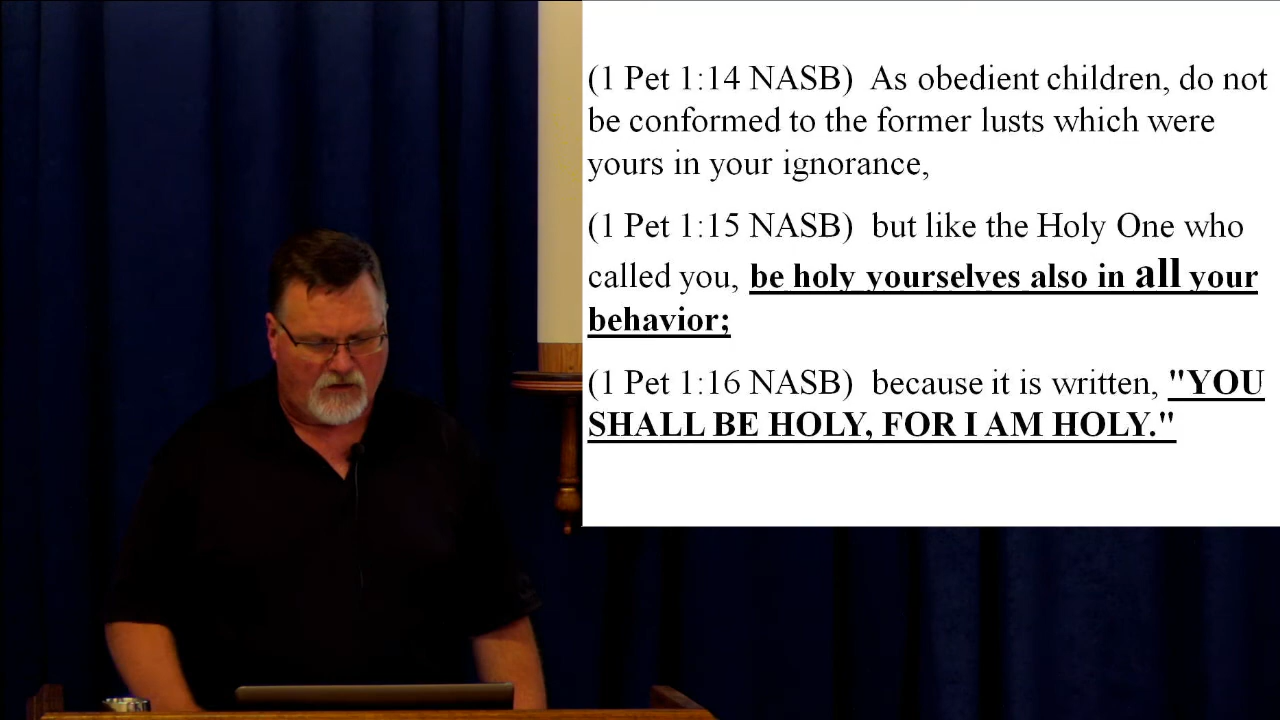 (1 Pet 1:14 NASB)  As obedient children, do not
be conformed to the former lusts which were
yours in your ignorance,
(1 Pet 1:15 NASB)  but like the Holy One who
called you, be holy yourselves also in all your
behavior;
(1 Pet 1:16 NASB)  because it is written, "YOU
SHALL BE HOLY, FOR I AM HOLY."